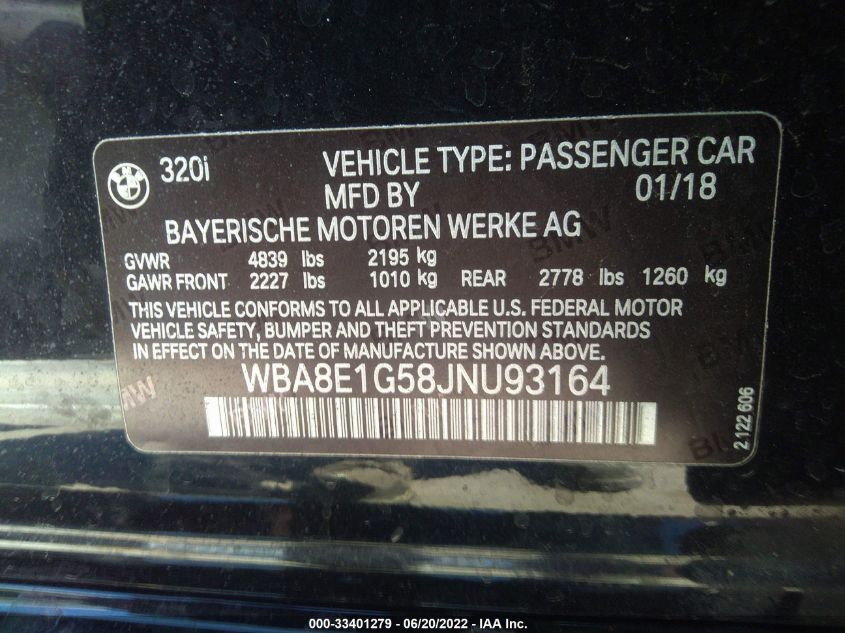 320i VEHICLE TYPE: PASSENGER CAR
MFD BY 01/18
BAYERISCHE MOTOREN WERKE AG
GVWR 4839 lbs 2195 kg
GAWR FRONT 2227 lbs 1010 kg REAR 2778 lbs 1260 kg
THIS VEHICLE CONFORMS TO ALL APPLICABLE U.S. FEDERAL MOTOR
VEHICLE SAFETY, BUMPER AND THEFT PREVENTION STANDARDS
IN EFFECT ON THE DATE OF MANUFACTURE SHOWN ABOVE.
WBA8E1G58JNU93164
2 122 606
000-33401279 - 06/20/2022 - IAA Inc.